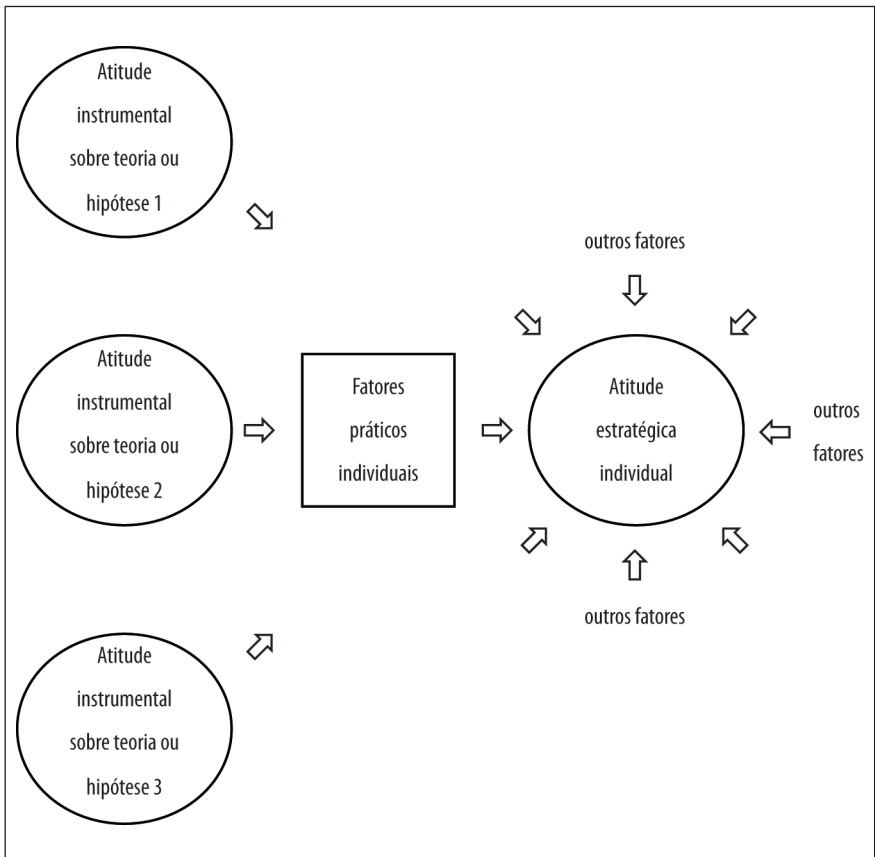 Atitude
instrumental
sobre teoria ou
hipótese 1
Atitude
instrumental
sobre teoria ou
hipótese 2
Atitude
instrumental
sobre teoria ou
hipótese 3
Fatores
práticos
individuais
outros fatores
Atitude
estratégica
individual
outros
fatores
outros fatores